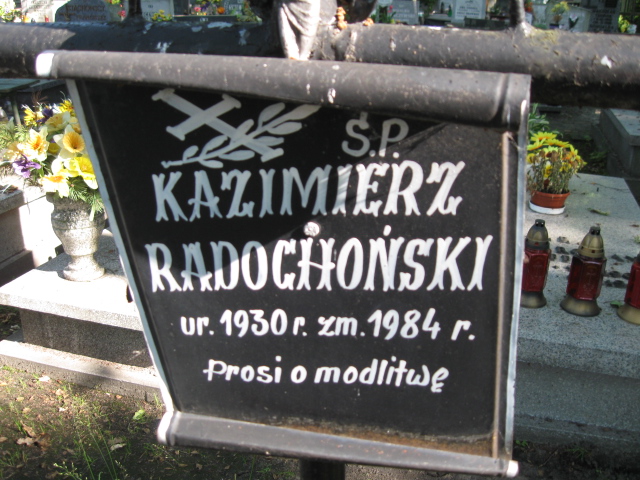 Ś.P.
KAZIMIERZ
RADOCHOŃSKI
ur. 1930 r. zm. 1984 r.
Prosi o modlitwę